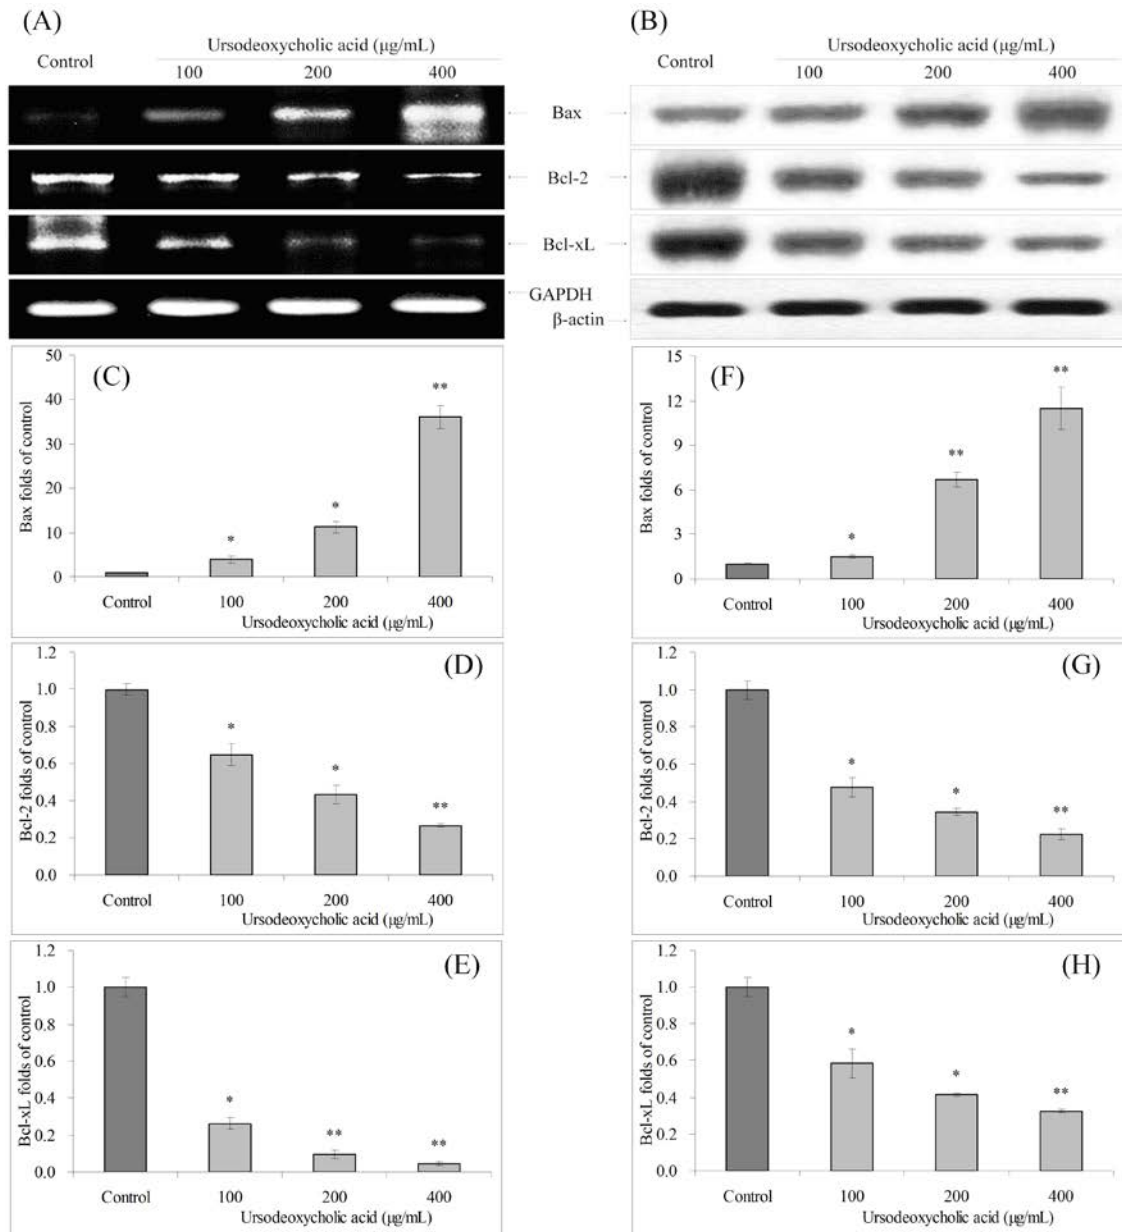 (A)
Ursodeoxycholic acid (μg/mL)
Control
100 200 400
(B)
Ursodeoxycholic acid (μg/mL)
Control
100 200 400
Bax
Bcl-2
Bcl-xL
GAPDH
β-actin
(C)
Bax folds of control
50
40
30
20
10
0
*
*
**
Control 100 200 400
Ursodeoxycholic acid (μg/mL)
(F)
Bax folds of control
15
12
9
6
3
0
*
**
**
Control 100 200 400
Ursodeoxycholic acid (μg/mL)
(D)
Bcl-2 folds of control
1.2
1.0
0.8
0.6
0.4
0.2
0.0
*
*
**
Control 100 200 400
Ursodeoxycholic acid (μg/mL)
(G)
Bcl-2 folds of control
1.2
1.0
0.8
0.6
0.4
0.2
0.0
*
*
**
Control 100 200 400
Ursodeoxycholic acid (μg/mL)
(E)
Bcl-xL folds of control
1.2
1.0
0.8
0.6
0.4
0.2
0.0
*
**
**
Control 100 200 400
Ursodeoxycholic acid (μg/mL)
(H)
Bcl-xL folds of control
1.2
1.0
0.8
0.6
0.4
0.2
0.0
*
*
**
Control 100 200 400
Ursodeoxycholic acid (μg/mL)